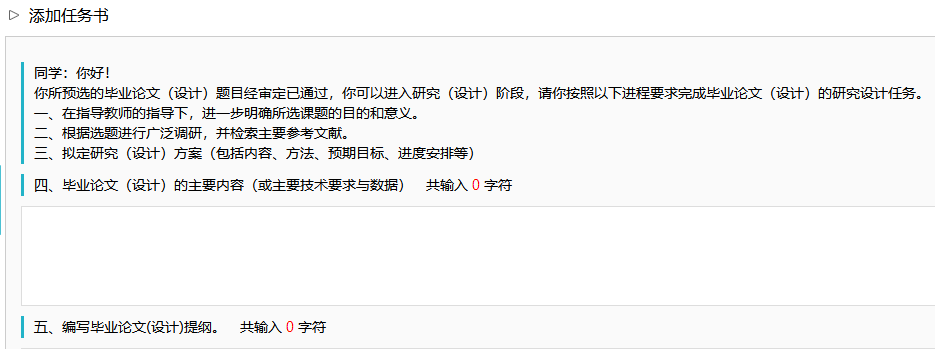 添加任务书
同学：你好！
你所预选的毕业论文（设计）题目经审定已通过，你可以进入研究（设计）阶段，请你按照以下进程要求完成毕业论文（设计）的研究设计任务。
一、在指导教师的指导下，进一步明确所选课题的目的和意义。
二、根据选题进行广泛调研，并检索主要参考文献。
三、拟定研究（设计）方案（包括内容、方法、预期目标、进度安排等）
四、毕业论文（设计）的主要内容（或主要技术要求与数据） 共输入 0 字符
五、编写毕业论文(设计)提纲。 共输入 0 字符